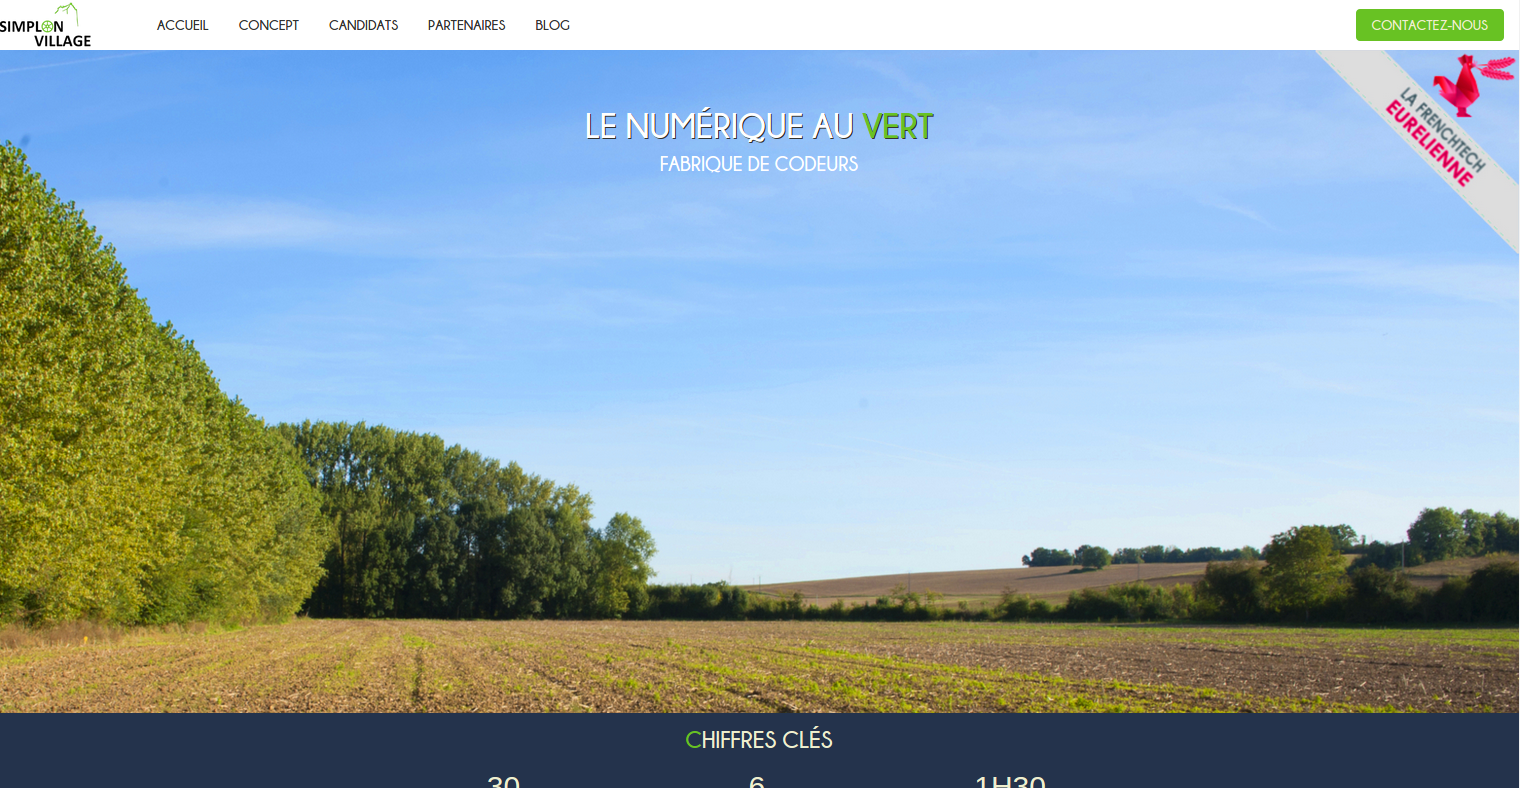 SIMPLON
VILLAGE
ACCUEIL
CONCEPT
CANDIDATS
PARTENAIRES
BLOG
CONTACTEZ-NOUS
LA FRENCHTECH
EURELIENNE
LE NUMÉRIQUE AU VERT
FABRIQUE DE CODEURS
CHIFFRES CLÉS
30
6
1H30